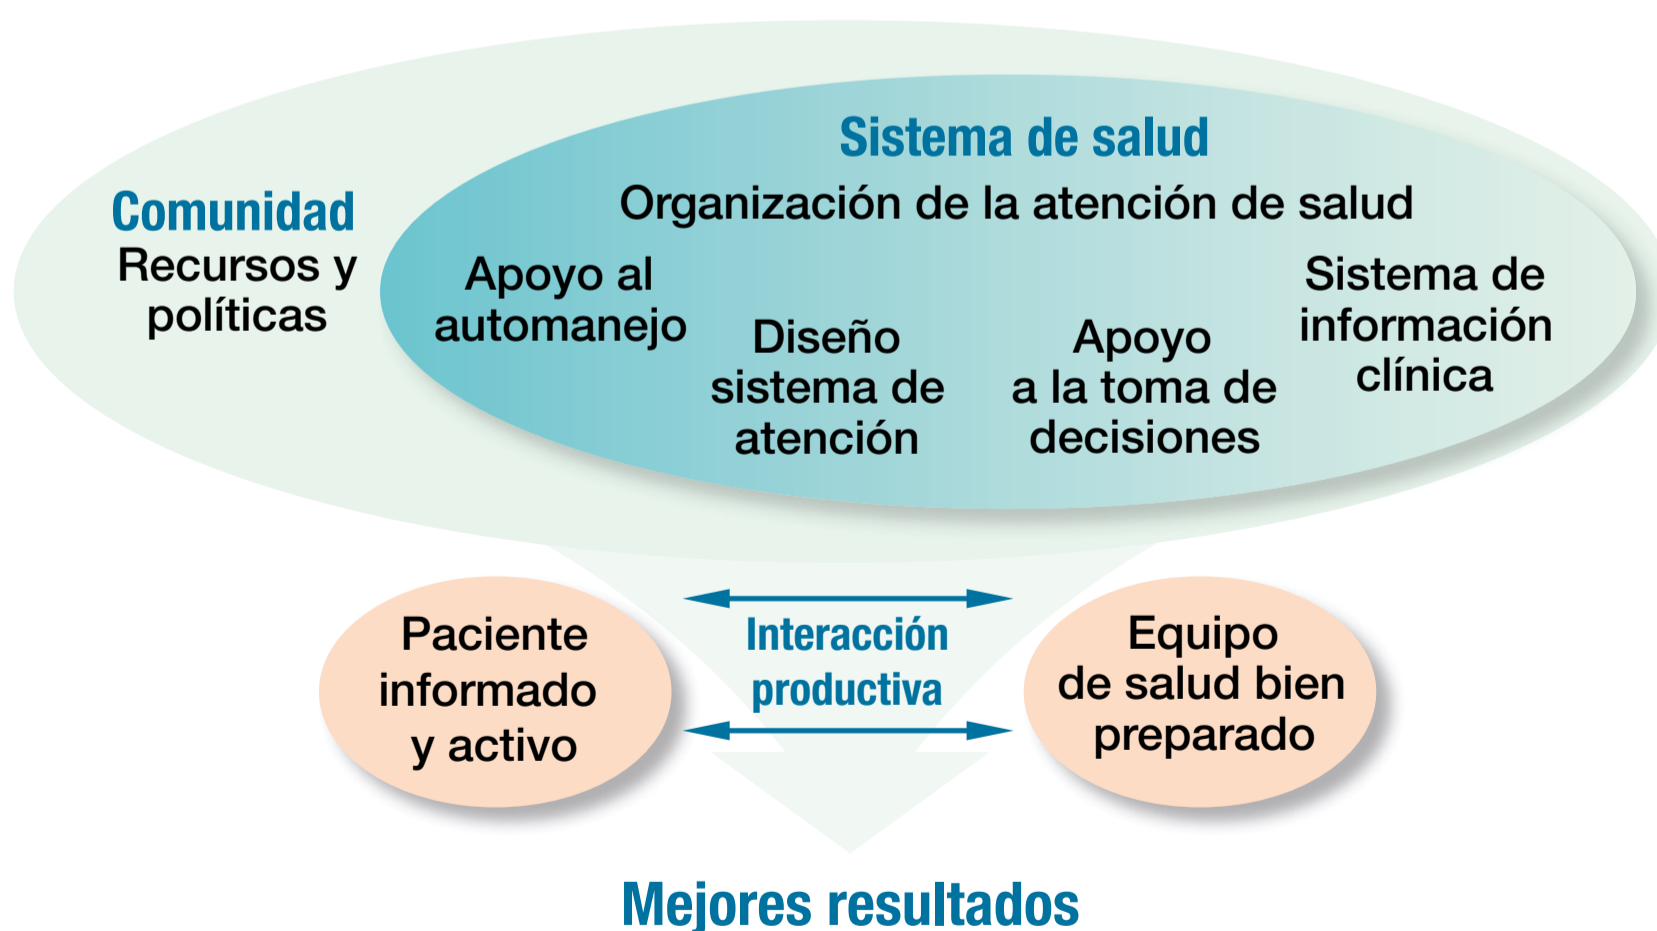 Sistema de salud
Organización de la atención de salud
Comunidad
Recursos y
políticas
Apoyo al
automanejo
Diseño
sistema de
atención
Apoyo
a la toma de
decisiones
Sistema de
información
clínica
Paciente
informado
y activo
Interacción
productiva
Equipo
de salud bien
preparado
Mejores resultados